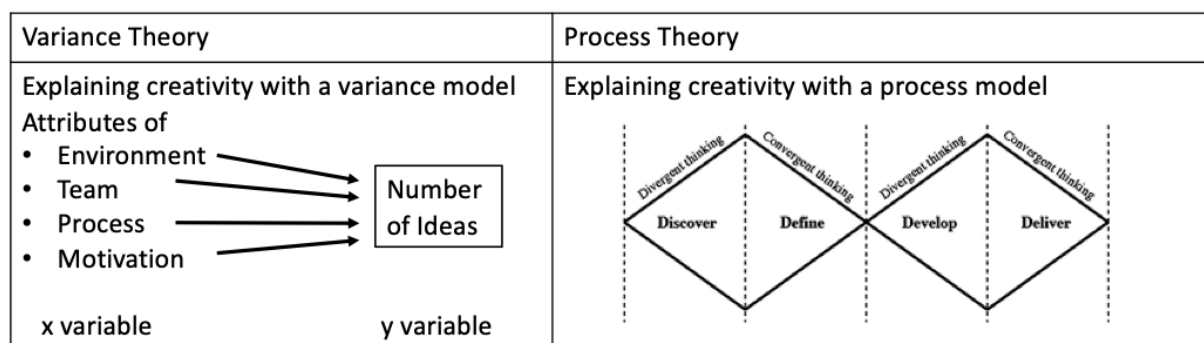 Variance Theory
Process Theory
Explaining creativity with a variance model
Attributes of
• Environment
• Team
• Process
• Motivation
Number
of Ideas
x variable
y variable
Explaining creativity with a process model
Divergent thinking
Convergent thinking
Divergent thinking
Convergent thinking
Discover
Define
Develop
Deliver